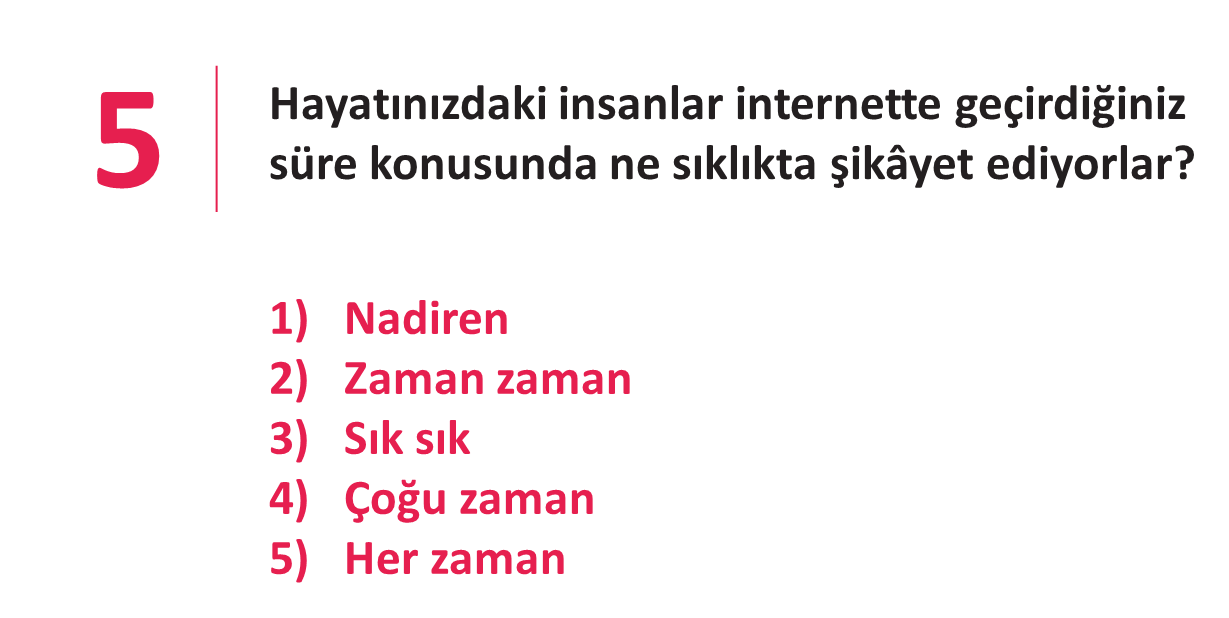 5
Hayatınızdaki insanlar internette geçirdiğiniz
süre konusunda ne sıklıkta şikâyet ediyorlar?
1) Nadiren
2) Zaman zaman
3) Sık sık
4) Çoğu zaman
5) Her zaman